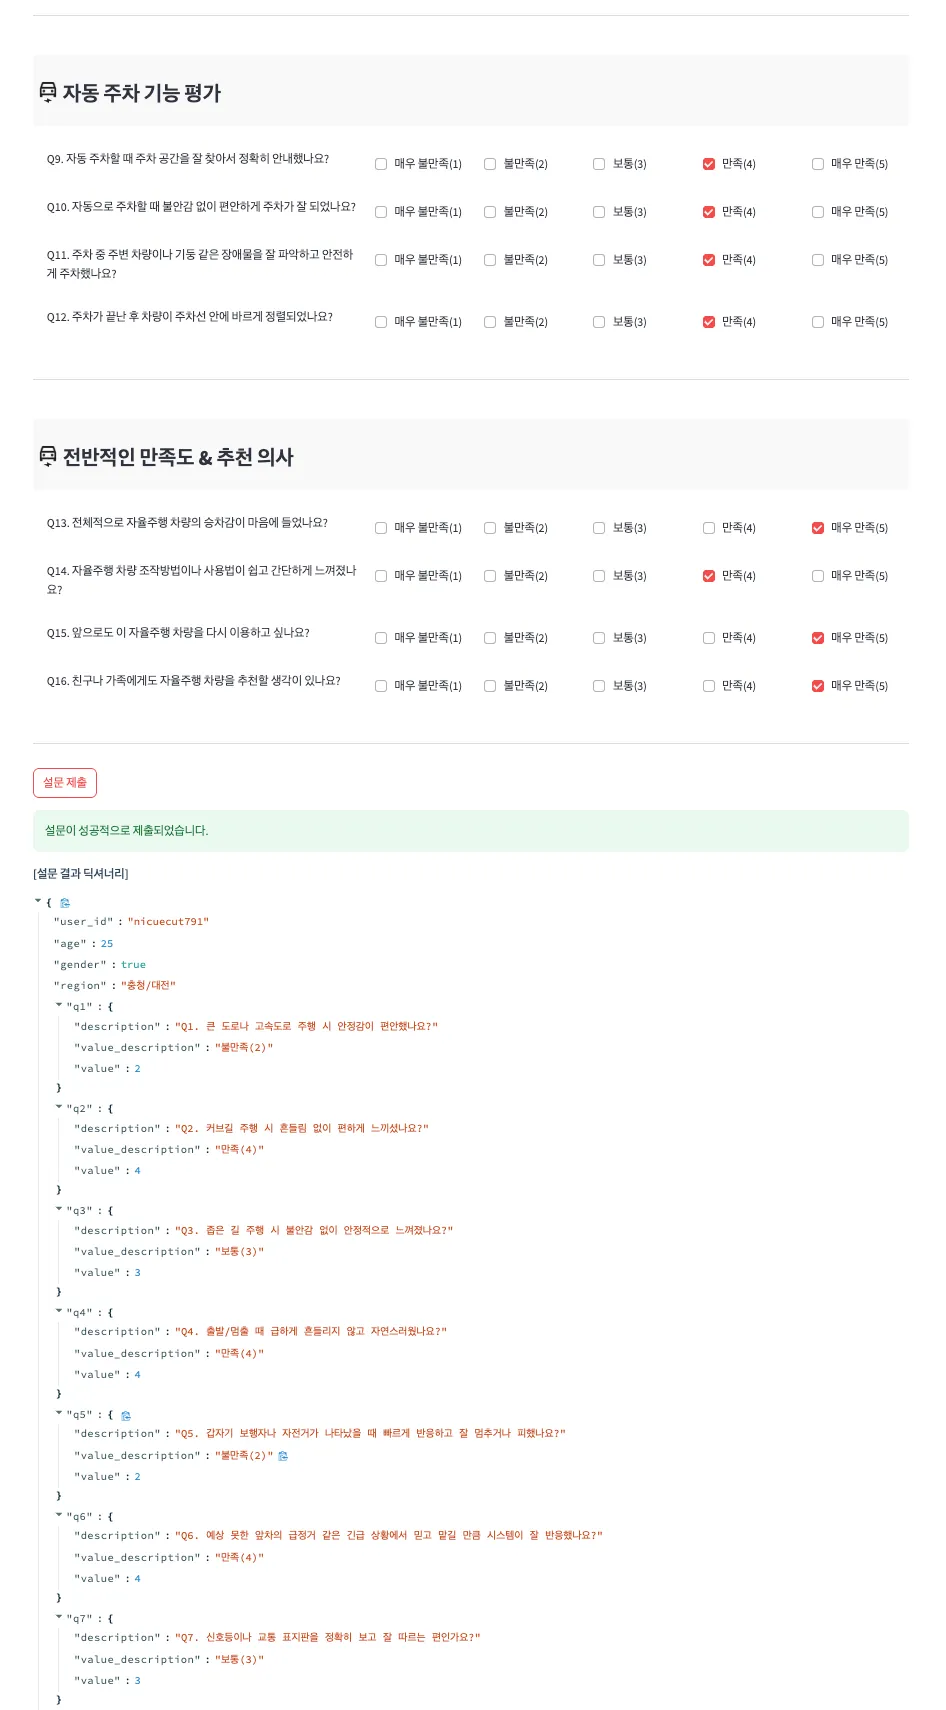 자동 주차 기능 평가
Q9. 자동 주차할 때 주차 공간을 잘 찾아서 정확히 안내했나요?
매우 불만족(1) 불만족(2) 보통(3) 만족(4) 매우 만족(5)
Q10. 자동으로 주차할 때 불안감 없이 편안하게 주차가 잘 되었나요?
매우 불만족(1) 불만족(2) 보통(3) 만족(4) 매우 만족(5)
Q11. 주차 중 주변 차량이나 기둥 같은 장애물을 잘 파악하고 안전하
게 주차했나요?
매우 불만족(1) 불만족(2) 보통(3) 만족(4) 매우 만족(5)
Q12. 주차가 끝난 후 차량이 주차선 안에 바르게 정렬되었나요?
매우 불만족(1) 불만족(2) 보통(3) 만족(4) 매우 만족(5)
전반적인 만족도 & 추천 의사
Q13. 전체적으로 자율주행 차량의 승차감이 마음에 들었나요?
매우 불만족(1) 불만족(2) 보통(3) 만족(4) 매우 만족(5)
Q14. 자율주행 차량 조작방법이나 사용법이 쉽고 간단하게 느껴졌나
요?
매우 불만족(1) 불만족(2) 보통(3) 만족(4) 매우 만족(5)
Q15. 앞으로도 이 자율주행 차량을 다시 이용하고 싶나요?
매우 불만족(1) 불만족(2) 보통(3) 만족(4) 매우 만족(5)
Q16. 친구나 가족에게도 자율주행 차량을 추천할 생각이 있나요?
매우 불만족(1) 불만족(2) 보통(3) 만족(4) 매우 만족(5)
설문 제출
설문이 성공적으로 제출되었습니다.
[설문 결과 딕셔너리]
{
"user_id" : "nicuecut791"
"age" : 25
"gender" : true
"region" : "충청/대전"
"q1" : {
"description" : "Q1. 큰 도로나 고속도로 주행 시 안정감이 편안했나요?"
"value_description" : "불만족(2)"
"value" : 2
}
"q2" : {
"description" : "Q2. 커브길 주행 시 흔들림 없이 편하게 느끼셨나요?"
"value_description" : "만족(4)"
"value" : 4
}
"q3" : {
"description" : "Q3. 좁은 길 주행 시 불안감 없이 안정적으로 느껴졌나요?"
"value_description" : "보통(3)"
"value" : 3
}
"q4" : {
"description" : "Q4. 출발/멈출 때 급하게 흔들리지 않고 자연스러웠나요?"
"value_description" : "만족(4)"
"value" : 4
}
"q5" : {
"description" : "Q5. 갑자기 보행자나 자전거가 나타났을 때 빠르게 반응하고 잘 멈추거나 피했나요?"
"value_description" : "불만족(2)"
"value" : 2
}
"q6" : {
"description" : "Q6. 예상 못한 앞차의 급정거 같은 긴급 상황에서 믿고 맡길 만큼 시스템이 잘 반응했나요?"
"value_description" : "만족(4)"
"value" : 4
}
"q7" : {
"description" : "Q7. 신호등이나 교통 표지판을 정확히 보고 잘 따르는 편인가요?"
"value_description" : "보통(3)"
"value" : 3
}